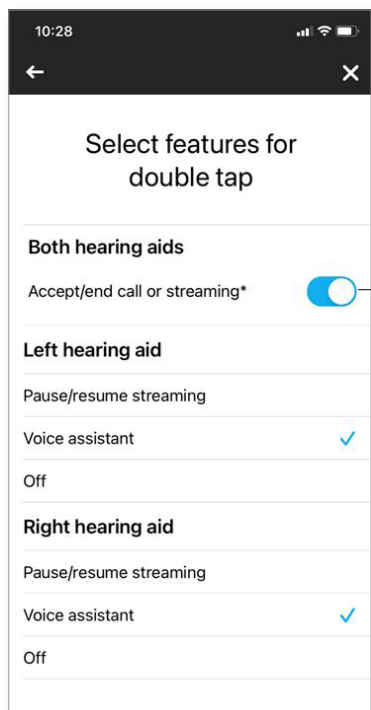 10:28
Select features for
double tap
Both hearing aids
Accept/end call or streaming*
Left hearing aid
Pause/resume streaming
Voice assistant
Off
Right hearing aid
Pause/resume streaming
Voice assistant
Off